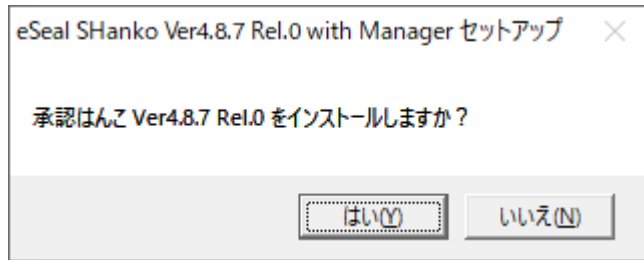 eSeal SHanko Ver4.8.7 Rel.0 with Manager セットアップ
承認はんこ Ver4.8.7 Rel.0 をインストールしますか？
はい(Y)
いいえ(N)